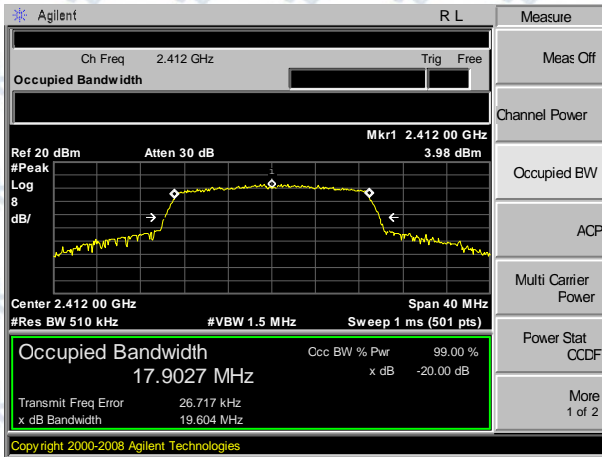 Agilent R L
Measure
Ch Freq 2.412 GHz Trig Free
Occupied Bandwidth
Meas Off
Channel Power
Occupied BW
ACP
Multi Carrier
Power
Power Stat
CCDF
More
1 of 2
Mkr1 2.412 00 GHz
Ref 20 dBm Atten 30 dB 3.98 dBm
#Peak
Log
8
dB/
1
Center 2.412 00 GHz Span 40 MHz
#Res BW 510 kHz #VBW 1.5 MHz Sweep 1 ms (501 pts)
Occupied Bandwidth Occ BW % Pwr 99.00 %
17.9027 MHz x dB -20.00 dB
Transmit Freq Error 26.717 kHz
x dB Bandwidth 19.604 MHz
Copyright 2000-2008 Agilent Technologies